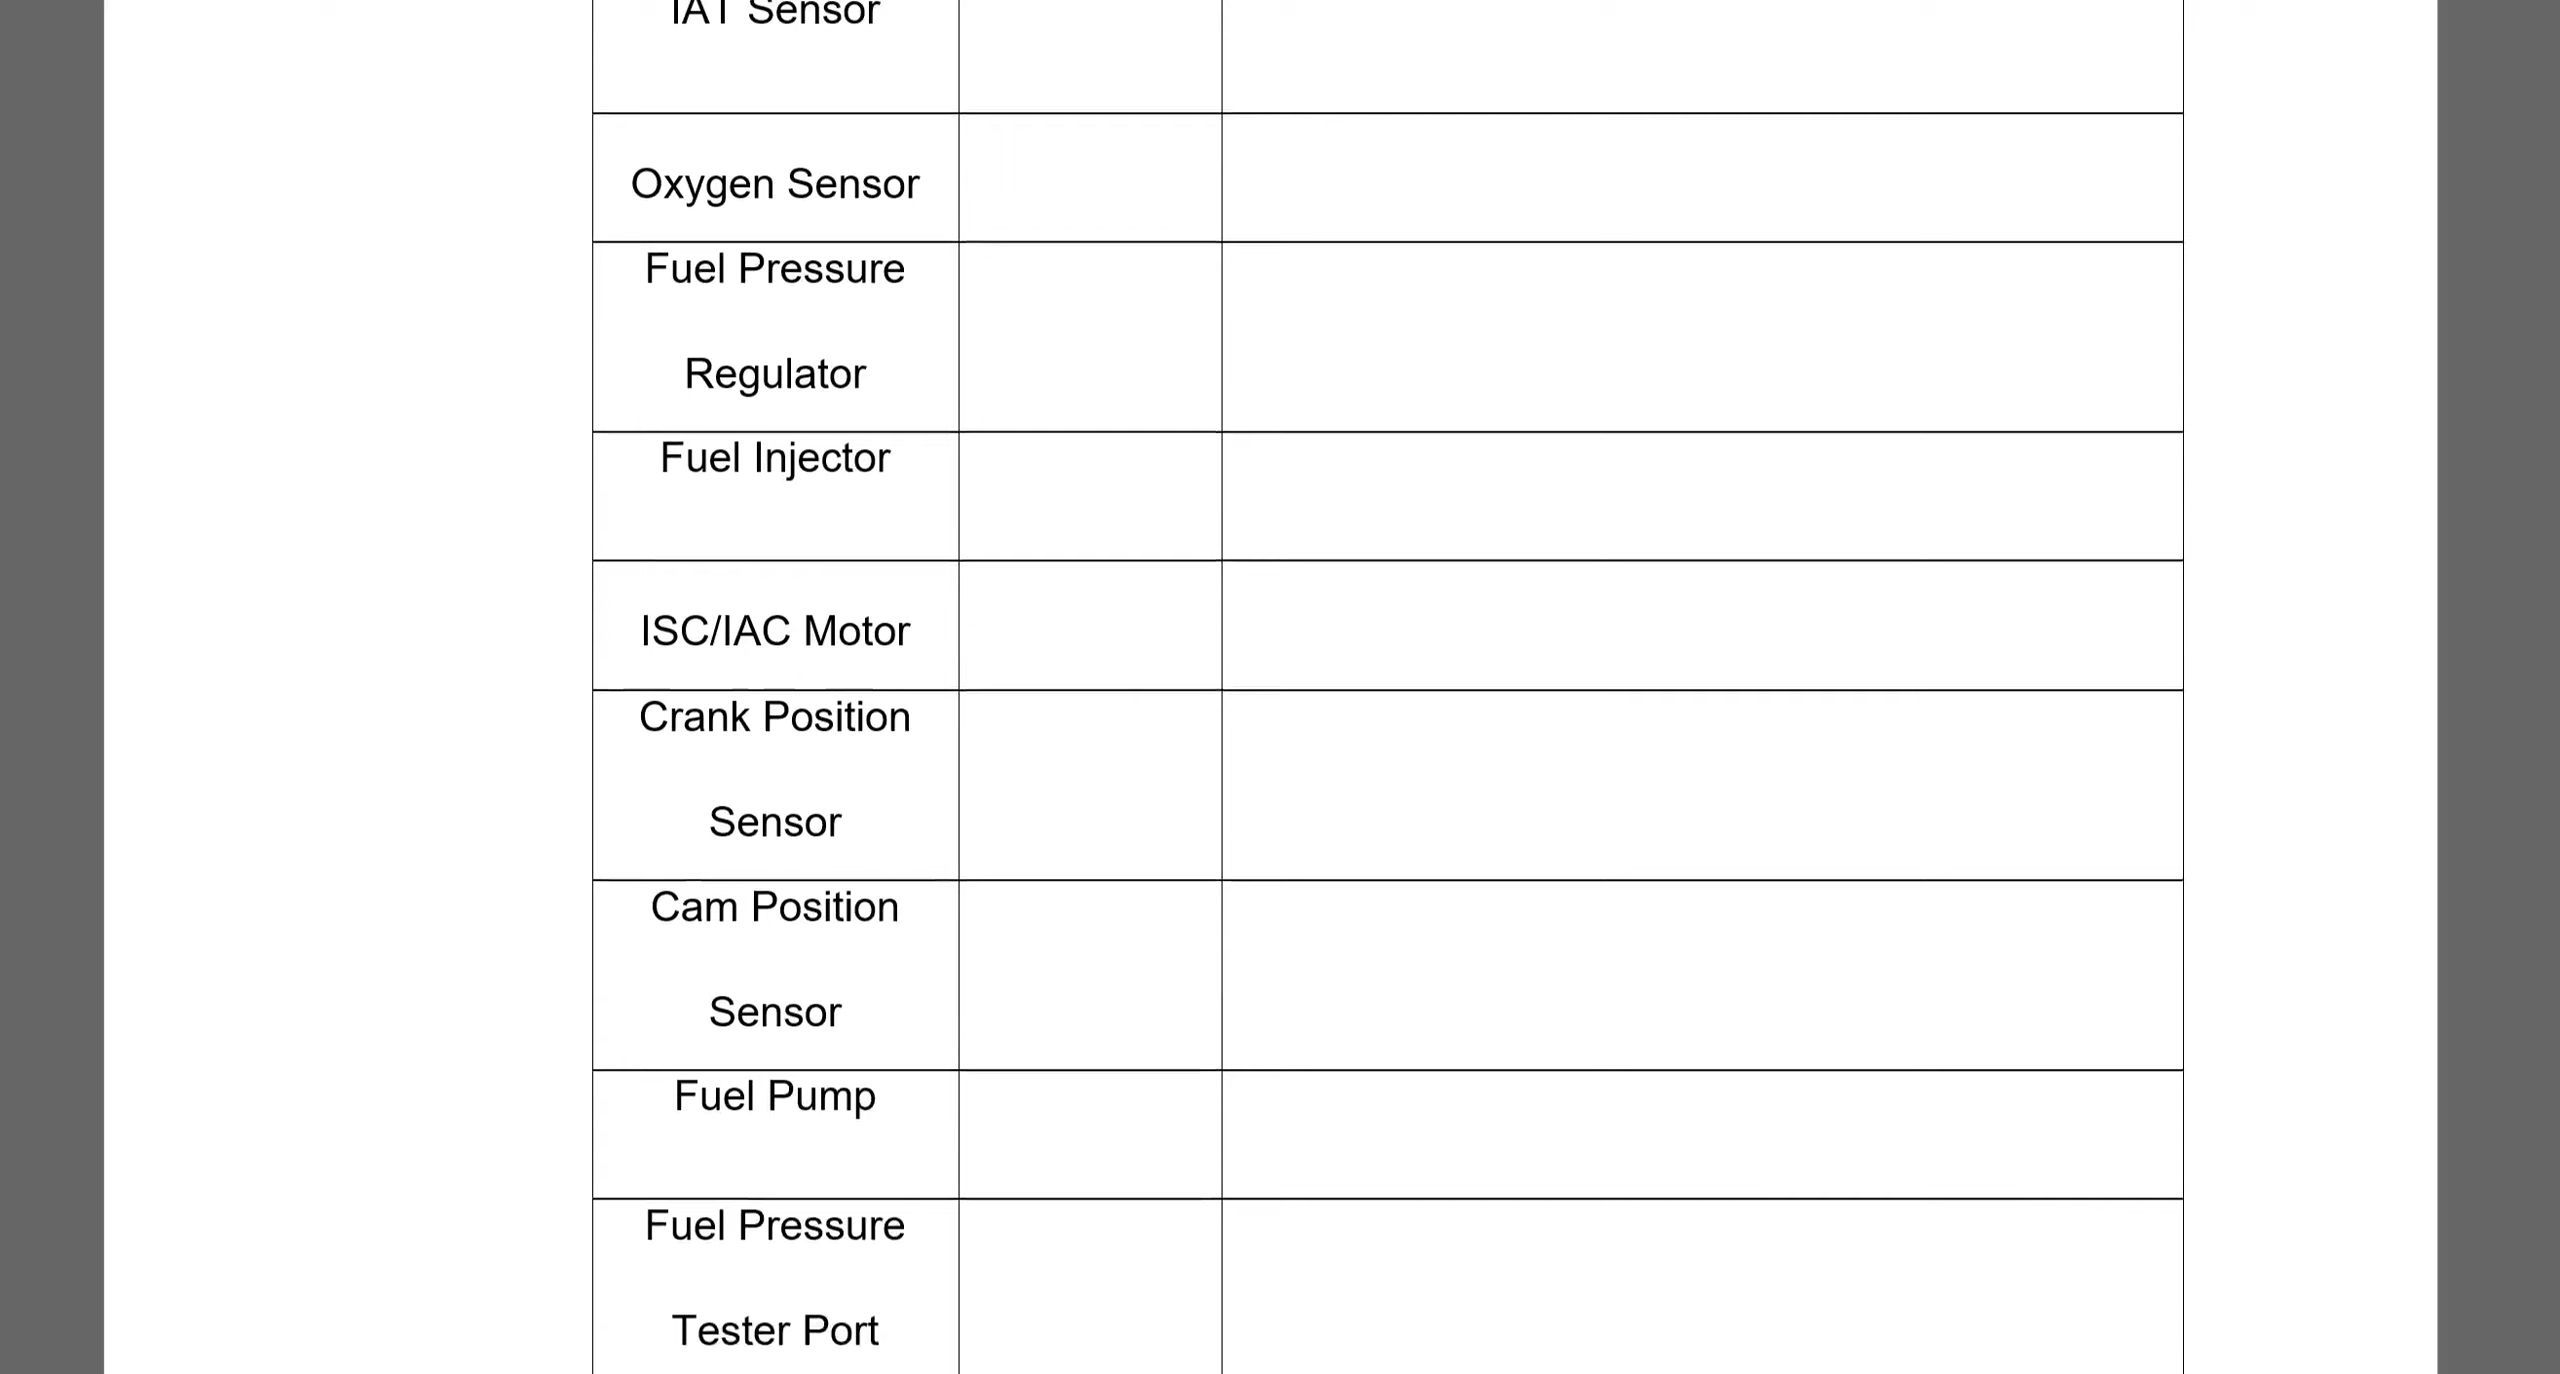 IAT Sensor
Oxygen Sensor
Fuel Pressure
Regulator
Fuel Injector
ISC/IAC Motor
Crank Position
Sensor
Cam Position
Sensor
Fuel Pump
Fuel Pressure
Tester Port